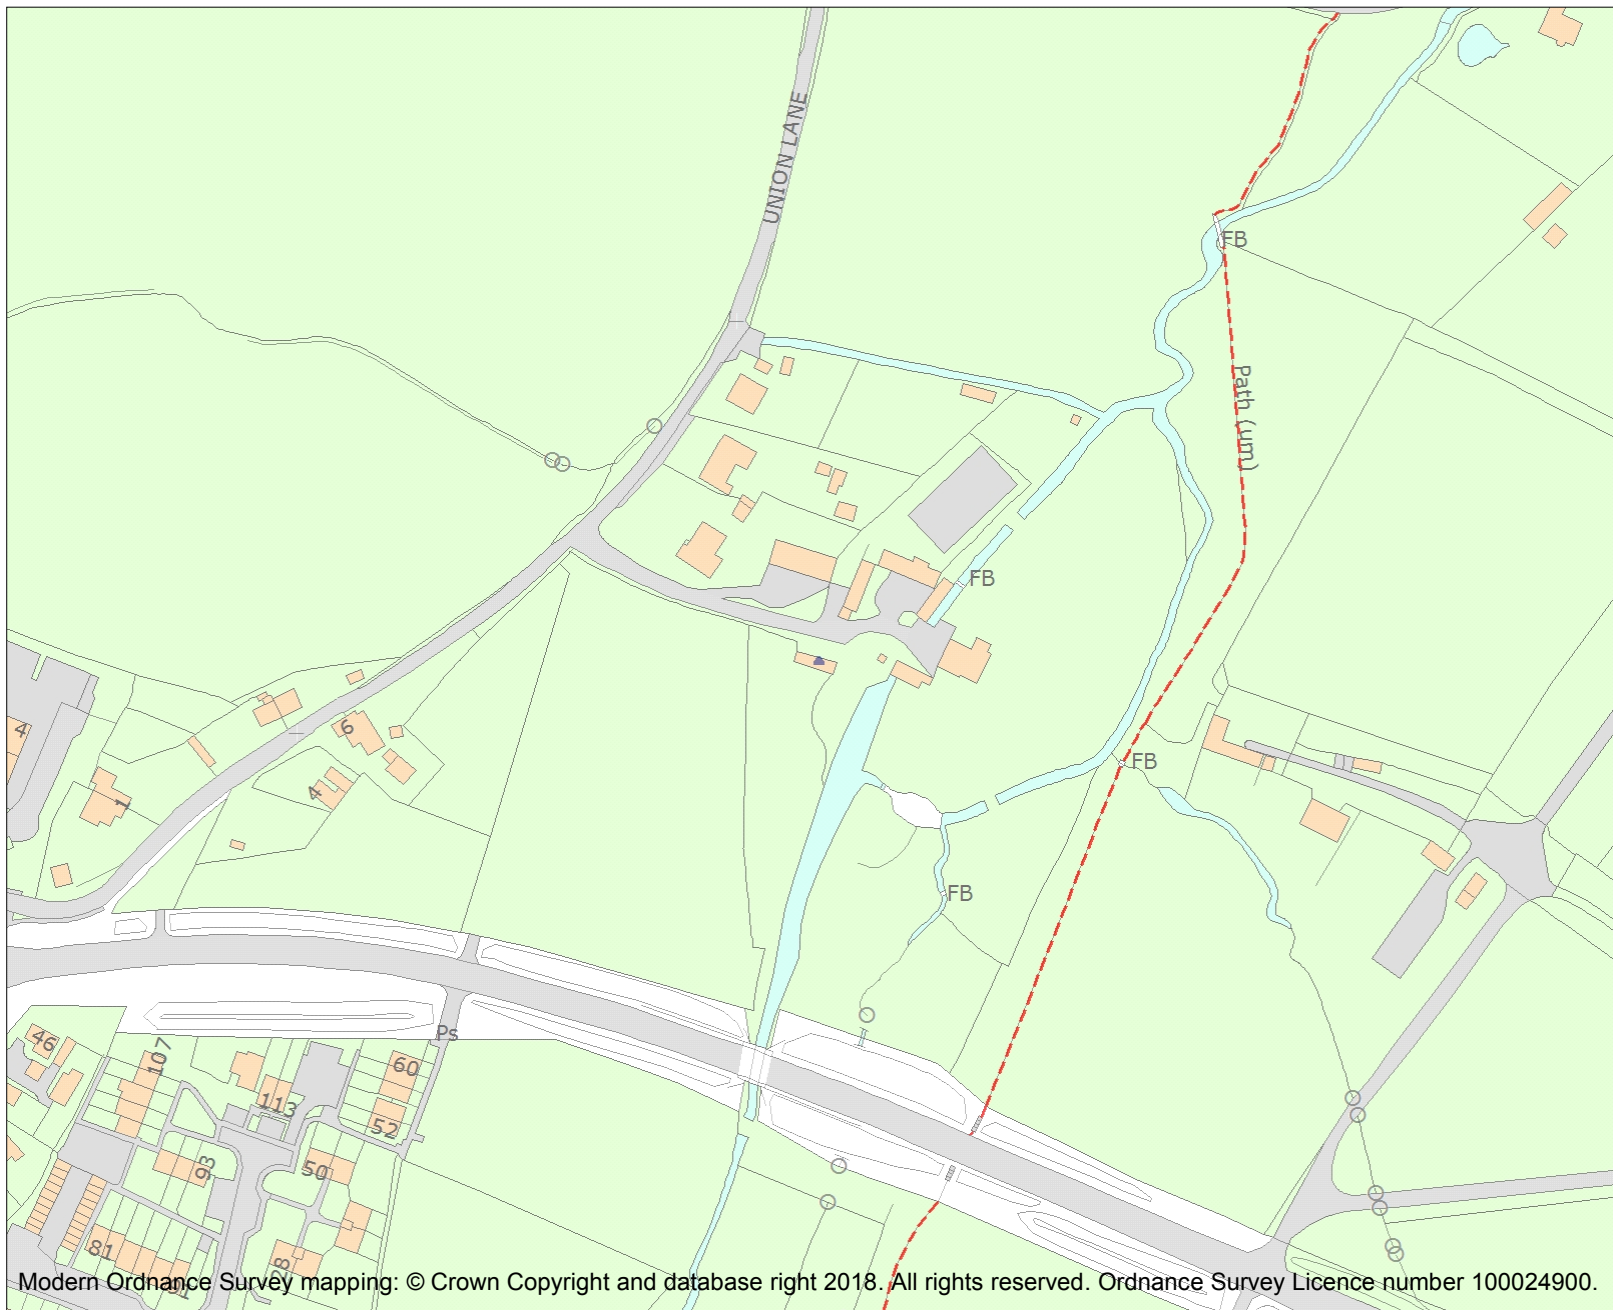 UNION LANE
FB
Path (um)
FB
4
6
4
1
FB
FB
Ps
46
107
60
113
52
93
50
81
91
28
Modern Ordnance Survey mapping: © Crown Copyright and database right 2018. All rights reserved. Ordnance Survey Licence number 100024900.